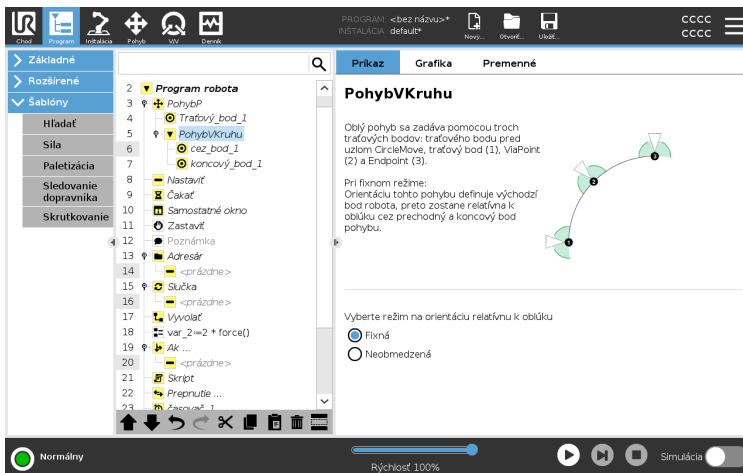 UR
Chod
Program
Inštalácia
Pohyb
V/V
Denník
PROGRAM <bez názvu>*
INŠTALÁCIA default*
Nový...
Otvoriť...
Uložiť...
cccc
cccc
Základné
Rozšírené
Šablóny
Hľadať
Sila
Paletizácia
Sledovanie
dopravníka
Skrutkovanie
2 Program robota
3 PohybP
4 Traťový_bod_1
5 PohybVKruhu
6 cez_bod_1
7 koncový_bod_1
8 Nastaviť
9 Čakať
10 Samostatné okno
11 Zastaviť
12 Poznámka
13 Adresár
14 <prázdne>
15 Slučka
16 <prázdne>
17 Vyvolať
18 var_2≔2 * force()
19 Ak ...
20 <prázdne>
21 Skript
22 Prepnutie ...
23 časovač_1
Príkaz
Grafika
Premenné
PohybVKruhu
Oblý pohyb sa zadáva pomocou troch
traťových bodov: traťového bodu pred
uzlom CircleMove, traťový bod (1), ViaPoint
(2) a Endpoint (3).
Pri fixnom režime:
Orientáciu tohto pohybu definuje východzí
bod robota, preto zostane relatívna k
oblúku cez prechodný a koncový bod
pohybu.
1
2
3
Vyberte režim na orientáciu relatívnu k oblúku
Fixná
Neobmedzená
Normálny
Rýchlosť 100%
Simulácia